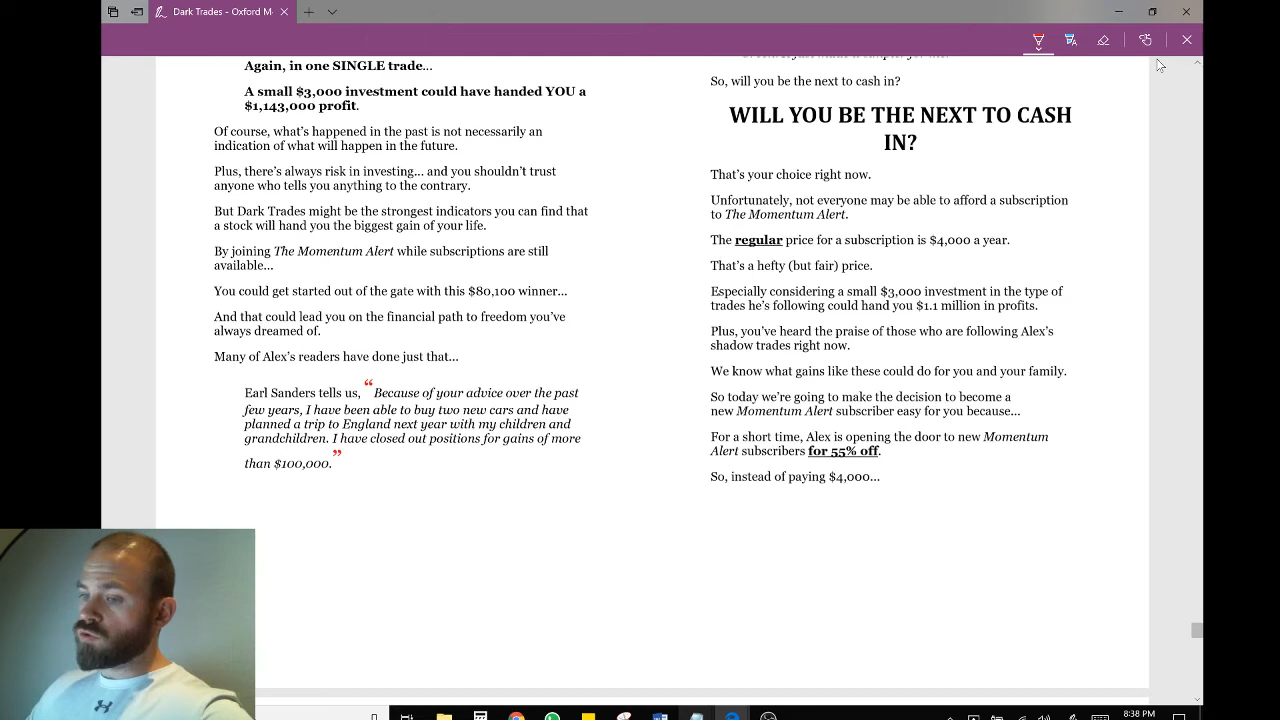 Dark Trades - Oxford M
Again, in one SINGLE trade...
A small $3,000 investment could have handed YOU a
$1,143,000 profit.
Of course, what's happened in the past is not necessarily an
indication of what will happen in the future.
Plus, there's always risk in investing... and you shouldn't trust
anyone who tells you anything to the contrary.
But Dark Trades might be the strongest indicators you can find that
a stock will hand you the biggest gain of your life.
By joining The Momentum Alert while subscriptions are still
available...
You could get started out of the gate with this $80,100 winner...
And that could lead you on the financial path to freedom you've
always dreamed of.
Many of Alex's readers have done just that...
Earl Sanders tells us, “Because of your advice over the past
few years, I have been able to buy two new cars and have
planned a trip to England next year with my children and
grandchildren. I have closed out positions for gains of more
than $100,000.”
So, will you be the next to cash in?
WILL YOU BE THE NEXT TO CASH
IN?
That's your choice right now.
Unfortunately, not everyone may be able to afford a subscription
to The Momentum Alert.
The regular price for a subscription is $4,000 a year.
That's a hefty (but fair) price.
Especially considering a small $3,000 investment in the type of
trades he's following could hand you $1.1 million in profits.
Plus, you've heard the praise of those who are following Alex's
shadow trades right now.
We know what gains like these could do for you and your family.
So today we're going to make the decision to become a
new Momentum Alert subscriber easy for you because...
For a short time, Alex is opening the door to new Momentum
Alert subscribers for 55% off.
So, instead of paying $4,000...
8:38 PM